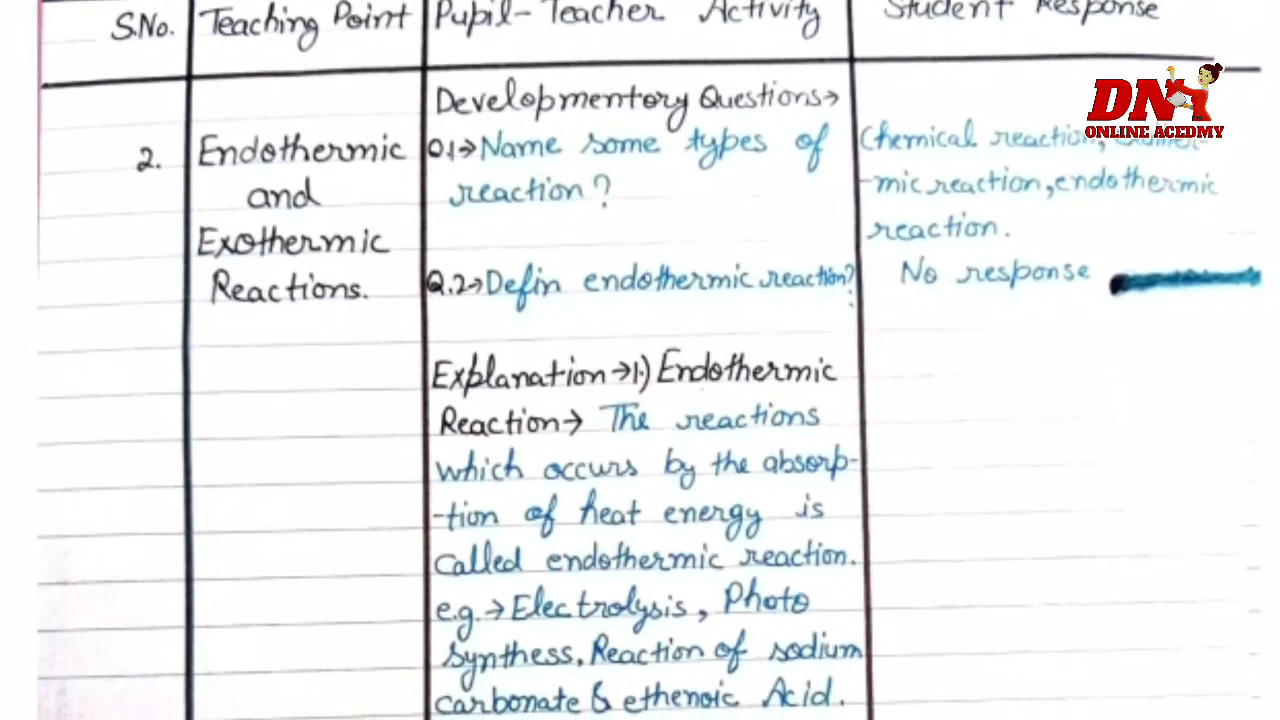 S.No. Teaching Point Pupil-Teacher Activity Student Response
Developmentory Questions→
2. Endothermic
and
Exothermic
Reactions.
Q.1→Name some types of
reaction?
Q.2→Defin endothermic reaction?
Explanation→1.) Endothermic
Reaction→ The reactions
which occurs by the absorp-
-tion of heat energy is
called endothermic reaction.
e.g.→Electrolysis, Photo
synthess, Reaction of sodium
carbonate & ethenoic Acid.
Chemical reaction,
-mic reaction, endothermic
reaction.
No response
DN
ONLINE ACEDMY